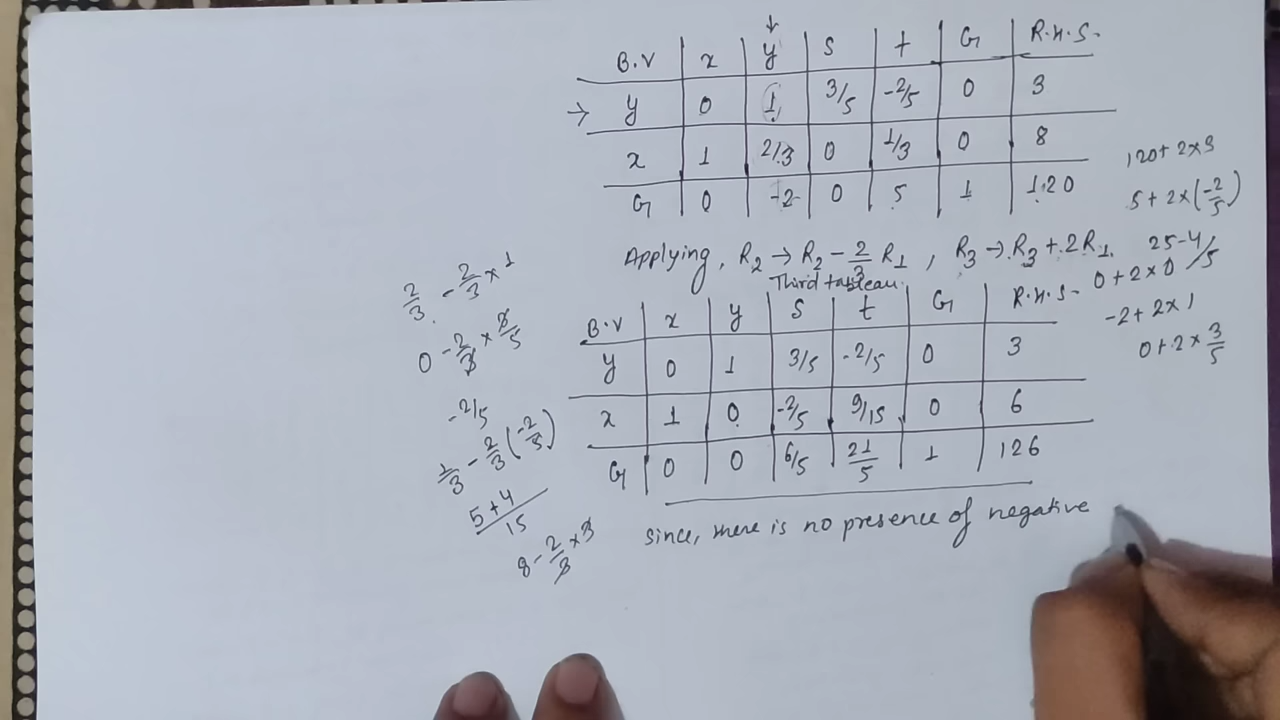 ↓
B.V x y S t G R.H.S.
→ y 0 1 3/5 -2/5 0 3
x 1 2/3 0 1/3 0 8
G 0 -2 0 5 1 120
Applying, R2 → R2 - 2/3 R1 , R3 → R3 + 2R1.
Third tableau.
B.V x y S t G R.H.S-
y 0 1 3/5 -2/5 0 3
x 1 0 -2/5 9/15 0 6
G 0 0 6/5 21/5 1 126
Since, there is no presence of negative
2/3 - 2/3 × 1
0 - 2/3 × 3/5
-2/5
1/3 - 2/3 (-2/5)
5+4/15
8 - 2/3 × 3
120 + 2×3
5 + 2×(-2/5)
25-4/5
0 + 2×0
-2 + 2×1
0 + 2 × 3/5